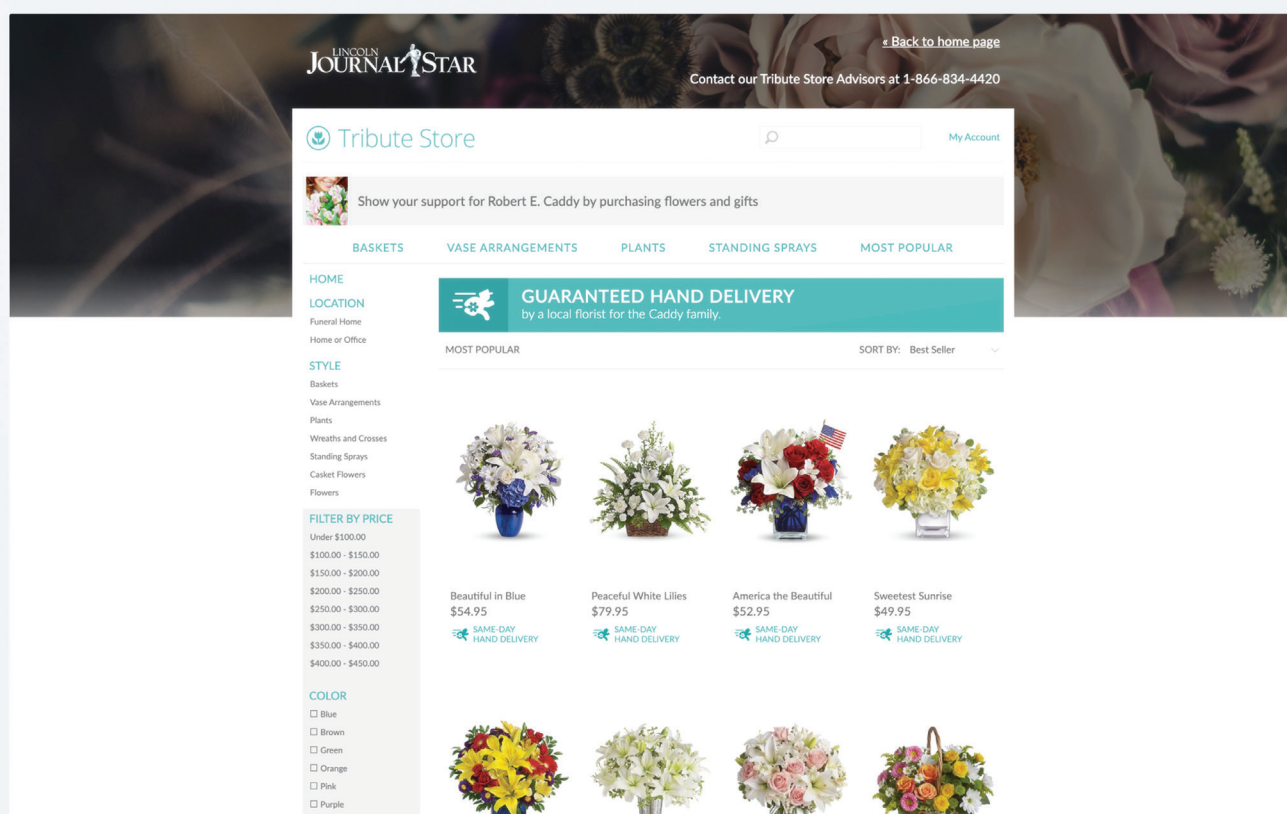 LINCOLN
JOURNAL STAR
« Back to home page
Contact our Tribute Store Advisors at 1-866-834-4420
Tribute Store
My Account
Show your support for Robert E. Caddy by purchasing flowers and gifts
BASKETS VASE ARRANGEMENTS PLANTS STANDING SPRAYS MOST POPULAR
HOME
LOCATION
Funeral Home
Home or Office
STYLE
Baskets
Vase Arrangements
Plants
Wreaths and Crosses
Standing Sprays
Casket Flowers
Flowers
FILTER BY PRICE
Under $100.00
$100.00 - $150.00
$150.00 - $200.00
$200.00 - $250.00
$250.00 - $300.00
$300.00 - $350.00
$350.00 - $400.00
$400.00 - $450.00
COLOR
Blue
Brown
Green
Orange
Pink
Purple
GUARANTEED HAND DELIVERY
by a local florist for the Caddy family.
MOST POPULAR
SORT BY: Best Seller
Beautiful in Blue
$54.95
SAME-DAY
HAND DELIVERY
Peaceful White Lilies
$79.95
SAME-DAY
HAND DELIVERY
America the Beautiful
$52.95
SAME-DAY
HAND DELIVERY
Sweetest Sunrise
$49.95
SAME-DAY
HAND DELIVERY